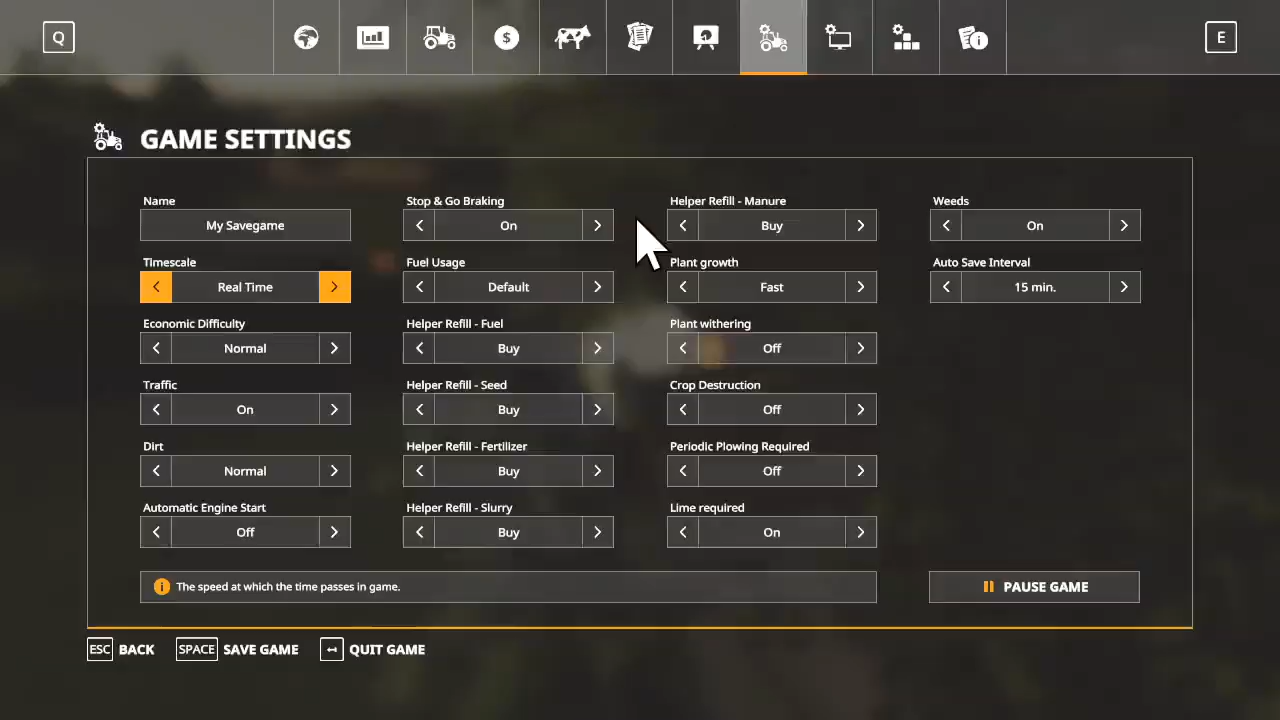 Q
$
E
GAME SETTINGS
Name
My Savegame
Timescale
Real Time
Economic Difficulty
Normal
Traffic
On
Dirt
Normal
Automatic Engine Start
Off
Stop & Go Braking
On
Fuel Usage
Default
Helper Refill - Fuel
Buy
Helper Refill - Seed
Buy
Helper Refill - Fertilizer
Buy
Helper Refill - Slurry
Buy
Helper Refill - Manure
Buy
Plant growth
Fast
Plant withering
Off
Crop Destruction
Off
Periodic Plowing Required
Off
Lime required
On
Weeds
On
Auto Save Interval
15 min.
The speed at which the time passes in game.
PAUSE GAME
ESC BACK SPACE SAVE GAME ↔ QUIT GAME